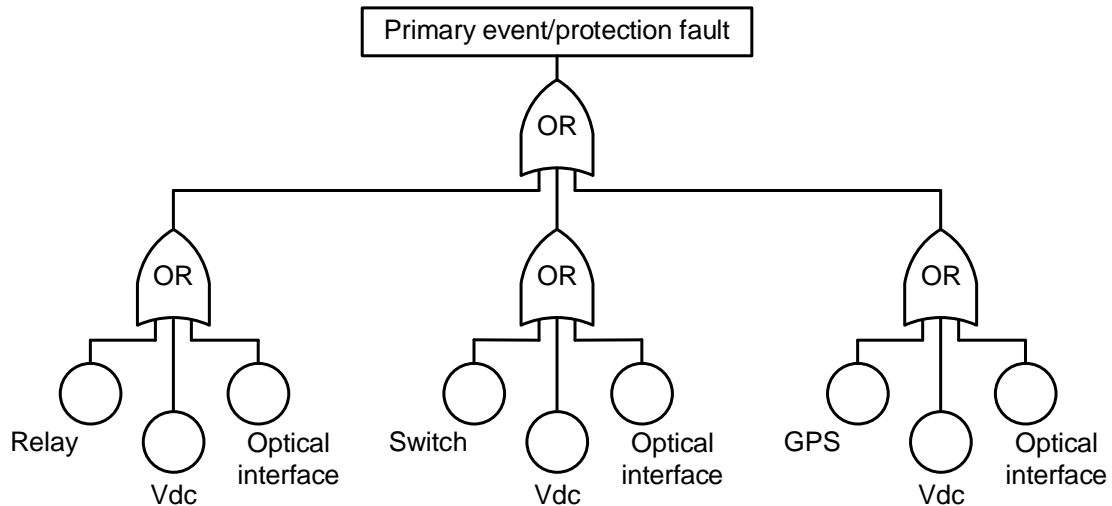 Primary event/protection fault
OR
OR
OR
OR
Relay
Vdc
Optical
interface
Switch
Vdc
Optical
interface
GPS
Vdc
Optical
interface